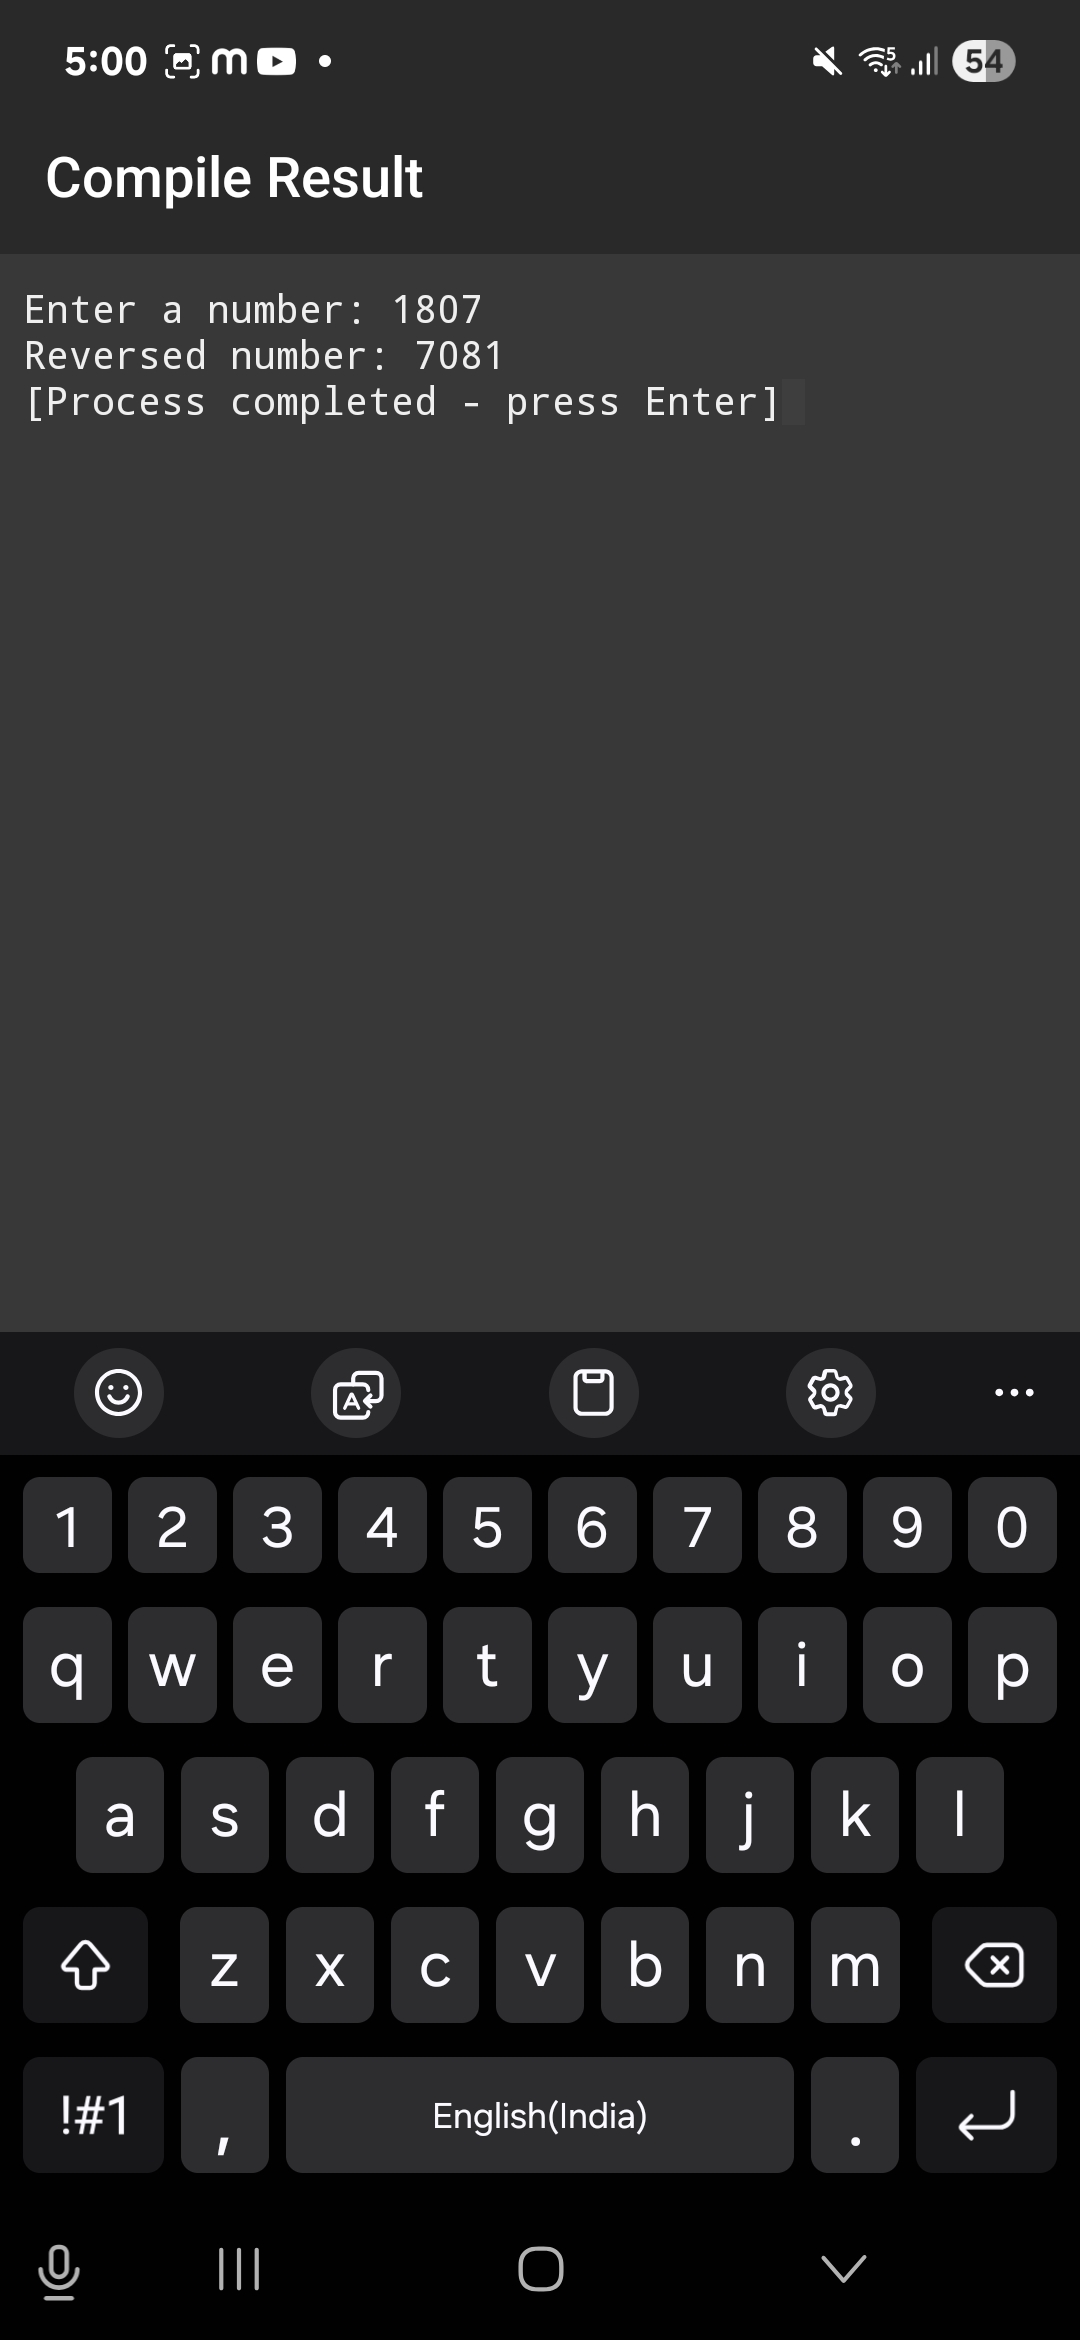 5:00 m 5 54
Compile Result
Enter a number: 1807
Reversed number: 7081
[Process completed - press Enter]
A
1 2 3 4 5 6 7 8 9 0
q w e r t y u i o p
a s d f g h j k l
z x c v b n m
!#1 , English(India) .